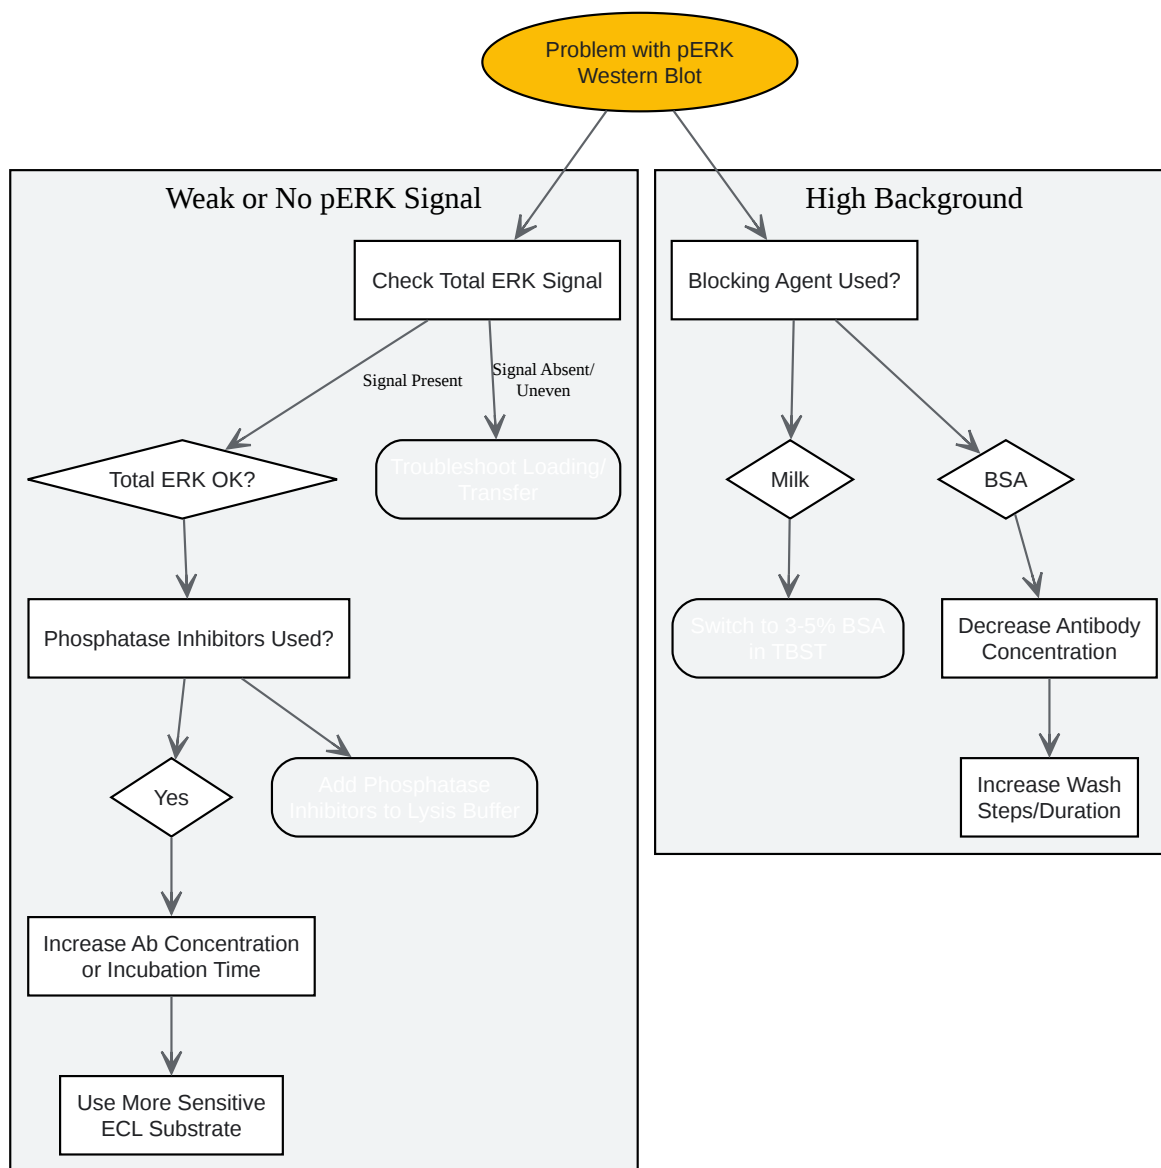 Problem with pERK
Western Blot
Weak or No pERK Signal
Check Total ERK Signal
Signal Present
Signal Absent/
Uneven
Total ERK OK?
Troubleshoot Loading/
Transfer
Phosphatase Inhibitors Used?
Yes
Add Phosphatase
Inhibitors to Lysis Buffer
Increase Ab Concentration
or Incubation Time
Use More Sensitive
ECL Substrate
High Background
Blocking Agent Used?
Milk
BSA
Switch to 3-5% BSA
in TBST
Decrease Antibody
Concentration
Increase Wash
Steps/Duration